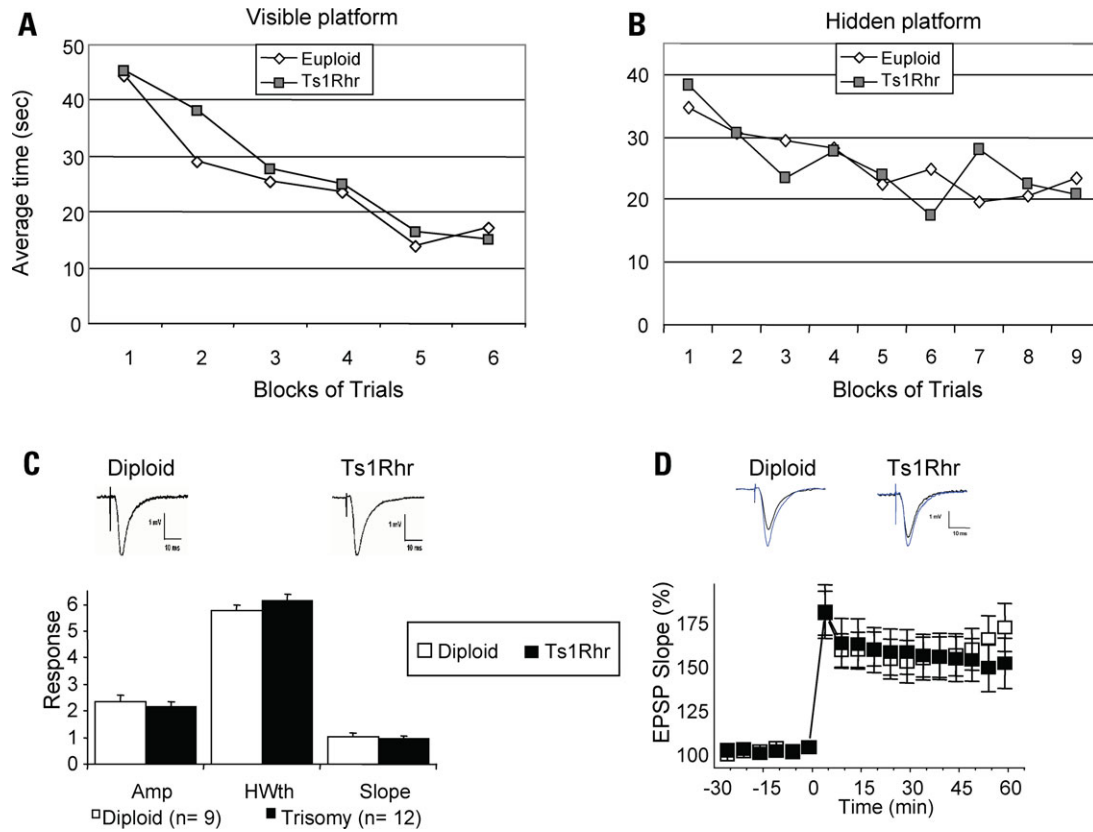 A
Visible platform
Euploid
Ts1Rhr
Average time (sec)
50
40
30
20
10
0
1 2 3 4 5 6
Blocks of Trials
B
Hidden platform
Euploid
Ts1Rhr
40
30
20
10
0
1 2 3 4 5 6 7 8 9
Blocks of Trials
C
Diploid Ts1Rhr
1 mV
10 ms
1 mV
10 ms
Response
6
5
4
3
2
1
0
Diploid Ts1Rhr
Amp HWth Slope
Diploid (n= 9) Trisomy (n= 12)
D
Diploid Ts1Rhr
1 mV
10 ms
EPSP Slope (%)
175
150
125
100
-30 -15 0 15 30 45 60
Time (min)